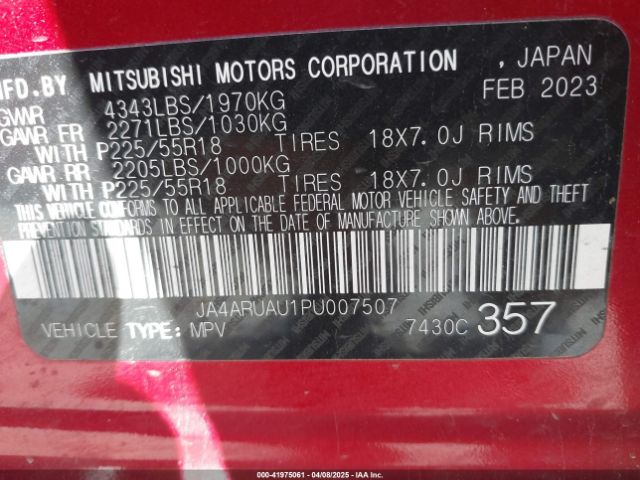 MFD.BY MITSUBISHI MOTORS CORPORATION , JAPAN
GVWR 4343LBS/1970KG FEB 2023
GAWR FR 2271LBS/1030KG
WITH P225/55R18 TIRES 18X7.0J RIMS
GAWR RR 2205LBS/1000KG
WITH P225/55R18 TIRES 18X7.0J RIMS
THIS VEHICLE CONFORMS TO ALL APPLICABLE FEDERAL MOTOR VEHICLE SAFETY AND THEFT
PREVENTION STANDARDS IN EFFECT ON THE DATE OF MANUFACTURE SHOWN ABOVE.
JA4ARUAU1PU007507
VEHICLE TYPE: MPV 7430C 357
000-41975061 - 04/08/2025 - IAAI.COM